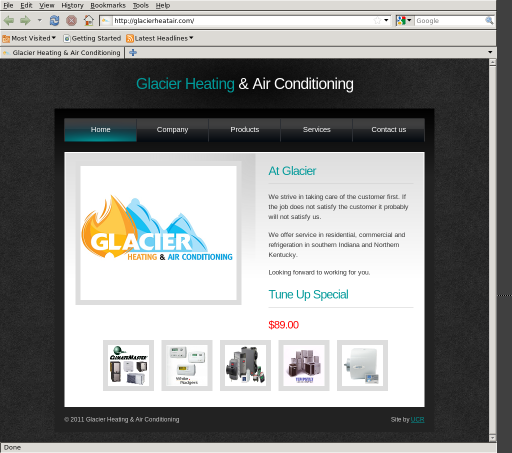 File Edit View History Bookmarks Tools Help
http://glacierheatair.com/
Google
Most Visited Getting Started Latest Headlines
Glacier Heating & Air Conditioning
Glacier Heating & Air Conditioning
Home Company Products Services Contact us
At Glacier
We strive in taking care of the customer first. If
the job does not satisfy the customer it probably
will not satisfy us.
We offer service in residential, commercial and
refrigeration in southern Indiana and Northern
Kentucky.
Looking forward to working for you.
GLACIER
HEATING & AIR CONDITIONING
Tune Up Special
$89.00
CLIMATEMASTER
White-Rodgers
© 2011 Glacier Heating & Air Conditioning
Site by UCR
Done